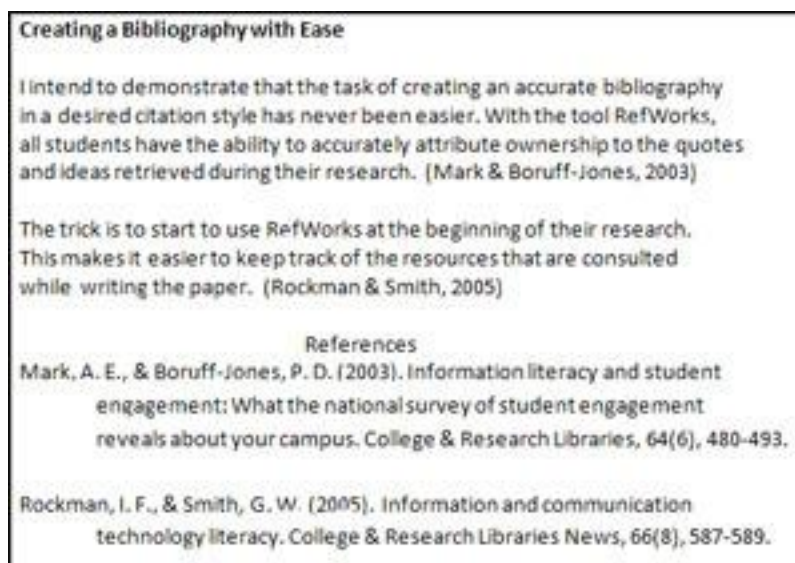 Creating a Bibliography with Ease
I intend to demonstrate that the task of creating an accurate bibliography
in a desired citation style has never been easier. With the tool RefWorks,
all students have the ability to accurately attribute ownership to the quotes
and ideas retrieved during their research. (Mark & Boruff-Jones, 2003)
The trick is to start to use RefWorks at the beginning of their research.
This makes it easier to keep track of the resources that are consulted
while writing the paper. (Rockman & Smith, 2005)
References
Mark, A. E., & Boruff-Jones, P. D. (2003). Information literacy and student
engagement: What the national survey of student engagement
reveals about your campus. College & Research Libraries, 64(6), 480-493.
Rockman, I. F., & Smith, G. W. (2005). Information and communication
technology literacy. College & Research Libraries News, 66(8), 587-589.